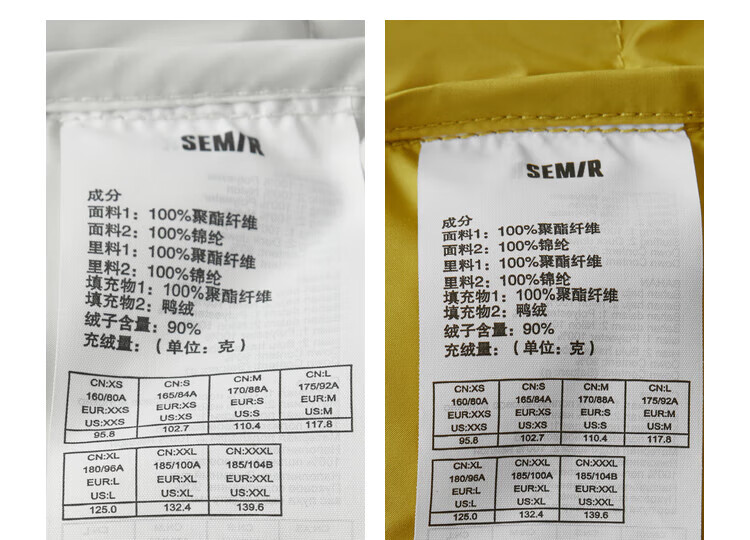 SEMIR
成分
面料1：100%聚酯纤维
面料2：100%锦纶
里料1：100%聚酯纤维
里料2：100%锦纶
填充物1：100%聚酯纤维
填充物2：鸭绒
绒子含量：90%
充绒量：（单位：克）
CN:XS CN:S CN:M CN:L
160/80A 165/84A 170/88A 175/92A
EUR:XXS EUR:XS EUR:S EUR:M
US:XXS US:XS US:S US:M
95.8 102.7 110.4 117.8
CN:XL CN:XXL CN:XXXL
180/96A 185/100A 185/104B
EUR:L EUR:XL EUR:XXL
US:L US:XL US:XXL
125.0 132.4 139.6
SEMIR
成分
面料1：100%聚酯纤维
面料2：100%锦纶
里料1：100%聚酯纤维
里料2：100%锦纶
填充物1：100%聚酯纤维
填充物2：鸭绒
绒子含量：90%
充绒量：（单位：克）
CN:XS CN:S CN:M CN:L
160/80A 165/84A 170/88A 175/92A
EUR:XXS EUR:XS EUR:S EUR:M
US:XXS US:XS US:S US:M
95.8 102.7 110.4 117.8
CN:XL CN:XXL CN:XXXL
180/96A 185/100A 185/104B
EUR:L EUR:XL EUR:XXL
US:L US:XL US:XXL
125.0 132.4 139.6